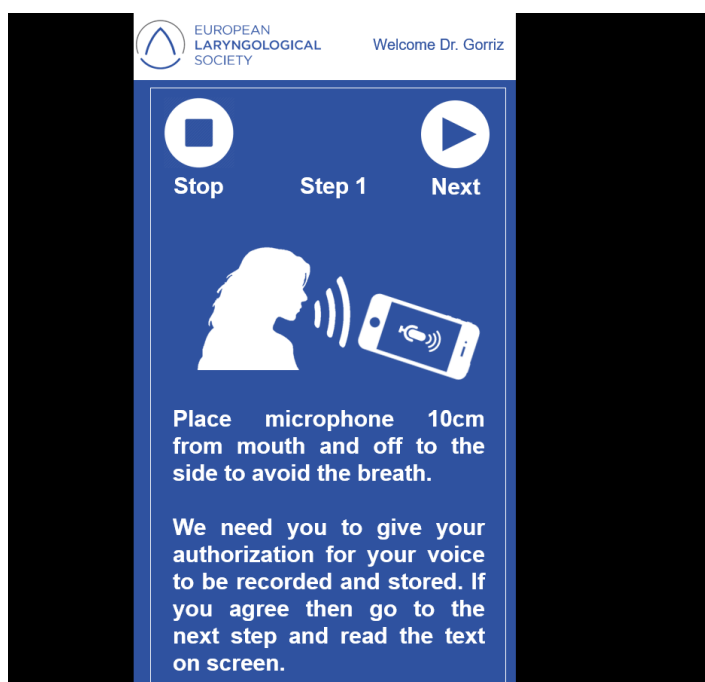 EUROPEAN
LARYNGOLOGICAL
SOCIETY
Welcome Dr. Gorriz
Stop
Step 1
Next
Place microphone 10cm
from mouth and off to the
side to avoid the breath.
We need you to give your
authorization for your voice
to be recorded and stored. If
you agree then go to the
next step and read the text
on screen.